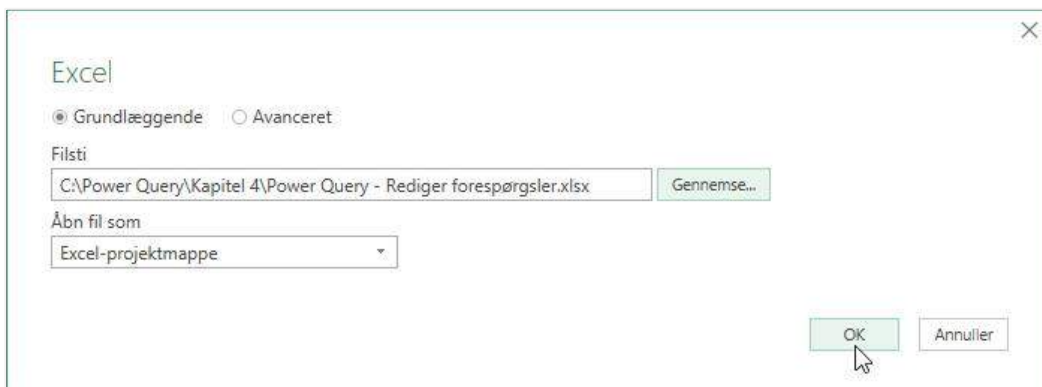 Excel
Grundlæggende Avanceret
Filsti
C:\Power Query\Kapitel 4\Power Query - Rediger forespørgsler.xlsx Gennemse...
Åbn fil som
Excel-projektmappe
OK Annuller